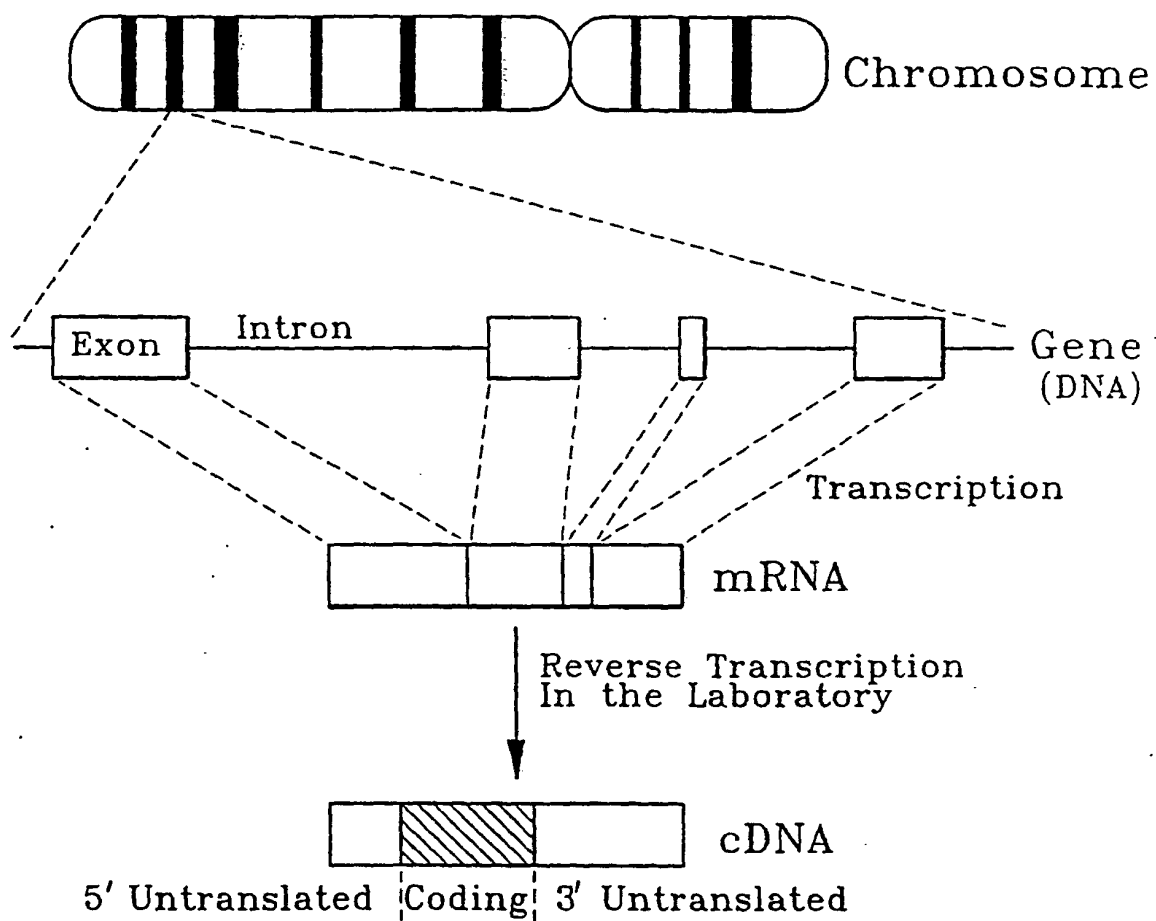 Chromosome
Exon
Intron
Gene
(DNA)
Transcription
mRNA
Reverse Transcription
In the Laboratory
cDNA
5' Untranslated
Coding
3' Untranslated